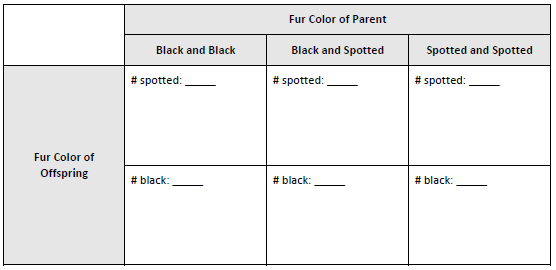 Fur Color of Parent
Black and Black Black and Spotted Spotted and Spotted
# spotted: _____ # spotted: _____ # spotted: _____
Fur Color of
Offspring
# black: _____ # black: _____ # black: _____